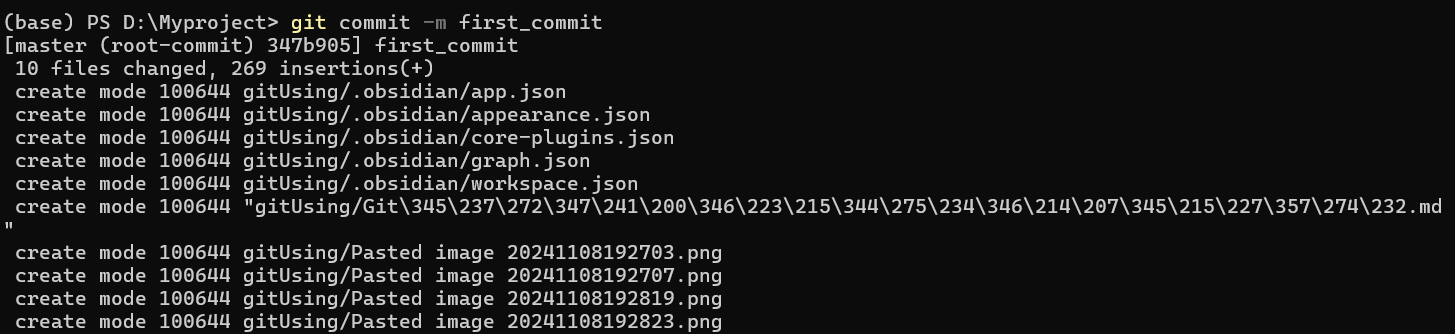 (base) PS D:\Myproject> git commit -m first_commit
[master (root-commit) 347b905] first_commit
 10 files changed, 269 insertions(+)
 create mode 100644 gitUsing/.obsidian/app.json
 create mode 100644 gitUsing/.obsidian/appearance.json
 create mode 100644 gitUsing/.obsidian/core-plugins.json
 create mode 100644 gitUsing/.obsidian/graph.json
 create mode 100644 gitUsing/.obsidian/workspace.json
 create mode 100644 "gitUsing/Git\345\237\272\347\241\200\346\223\215\344\275\234\346\214\207\345\215\227\357\274\232.md
"
 create mode 100644 gitUsing/Pasted image 20241108192703.png
 create mode 100644 gitUsing/Pasted image 20241108192707.png
 create mode 100644 gitUsing/Pasted image 20241108192819.png
 create mode 100644 gitUsing/Pasted image 20241108192823.png